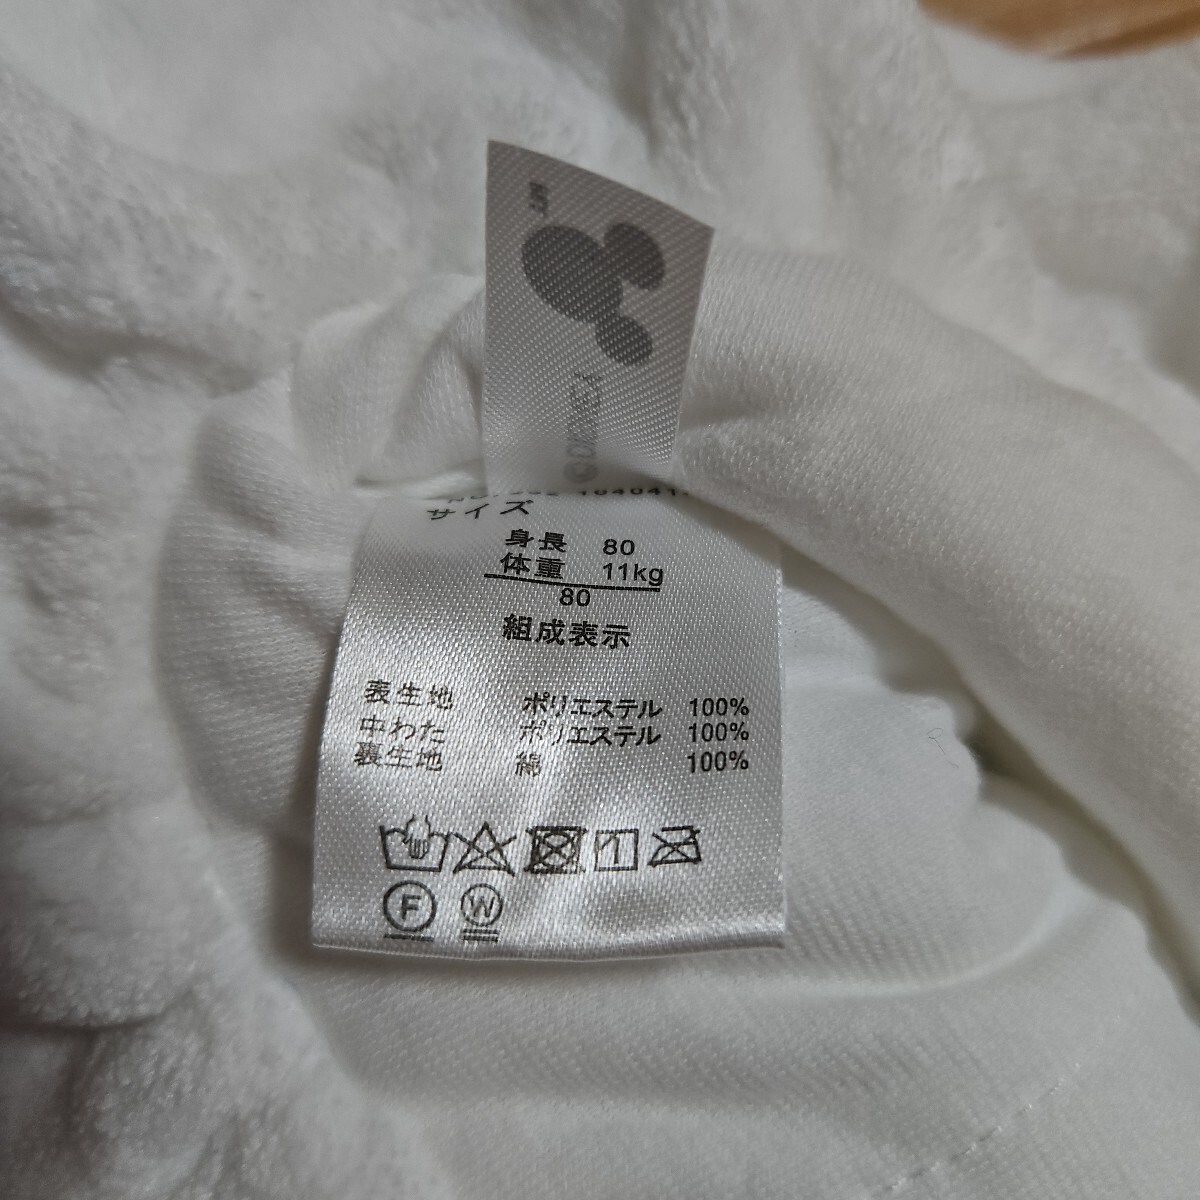 ©DISNEY
サイズ
身長 80
体重 11kg
80
組成表示
表生地 ポリエステル 100%
中わた ポリエステル 100%
裏生地 綿 100%
F W